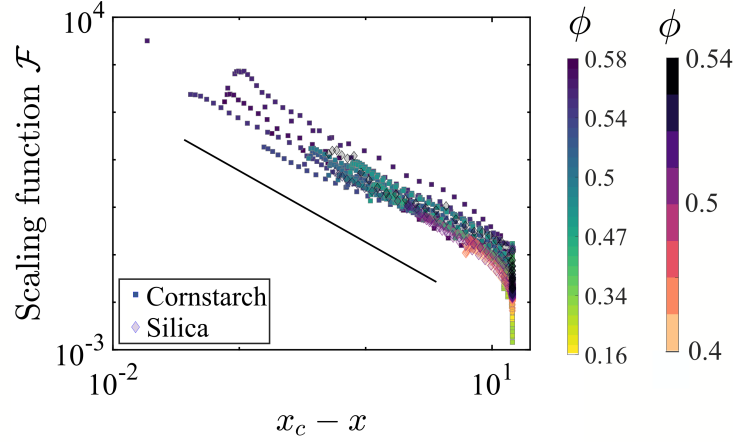 Scaling function ℱ
10^4
10^-3
10^-2
10^1
x_c − x
Cornstarch
Silica
ϕ
0.58
0.54
0.5
0.47
0.34
0.16
ϕ
0.54
0.5
0.4